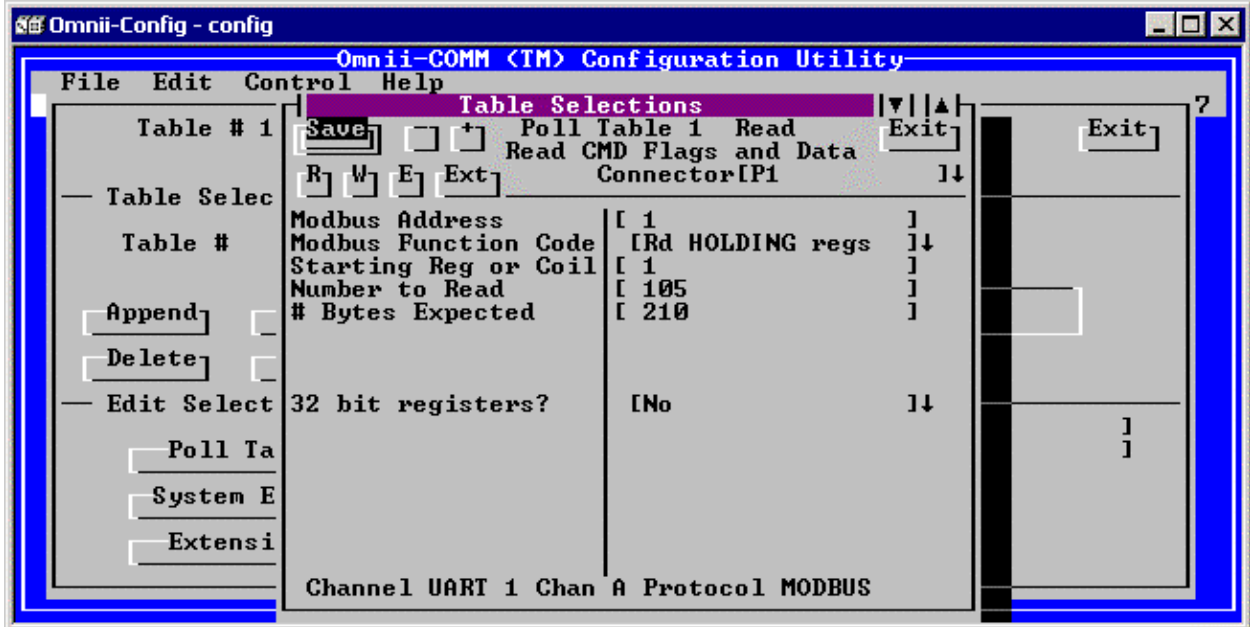 Omnii-Config - config
Omnii-COMM (TM) Configuration Utility
File Edit Control Help
Table Selections
7
Table # 1
Save - + Poll Table 1 Read Exit
Exit
Read CMD Flags and Data
R W E Ext Connector[P1 ]↓
Table Selec
Modbus Address [ 1 ]
Table # Modbus Function Code [Rd HOLDING regs ]↓
Starting Reg or Coil [ 1 ]
Number to Read [ 105 ]
Append # Bytes Expected [ 210 ]
Delete
Edit Select 32 bit registers? [No ]↓
]
Poll Ta ]
System E
Extensi
Channel UART 1 Chan A Protocol MODBUS